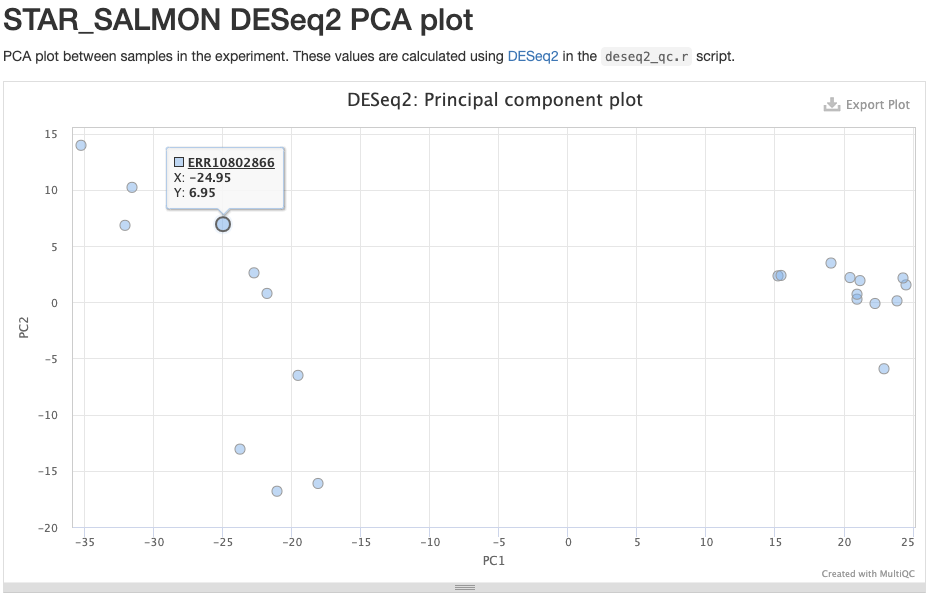 STAR_SALMON DESeq2 PCA plot
PCA plot between samples in the experiment. These values are calculated using DESeq2 in the deseq2_qc.r script.
DESeq2: Principal component plot
Export Plot
ERR10802866
X: −24.95
Y: 6.95
PC2
15
10
5
0
−5
−10
−15
−20
−35
−30
−25
−20
−15
−10
−5
0
5
10
15
20
25
PC1
Created with MultiQC